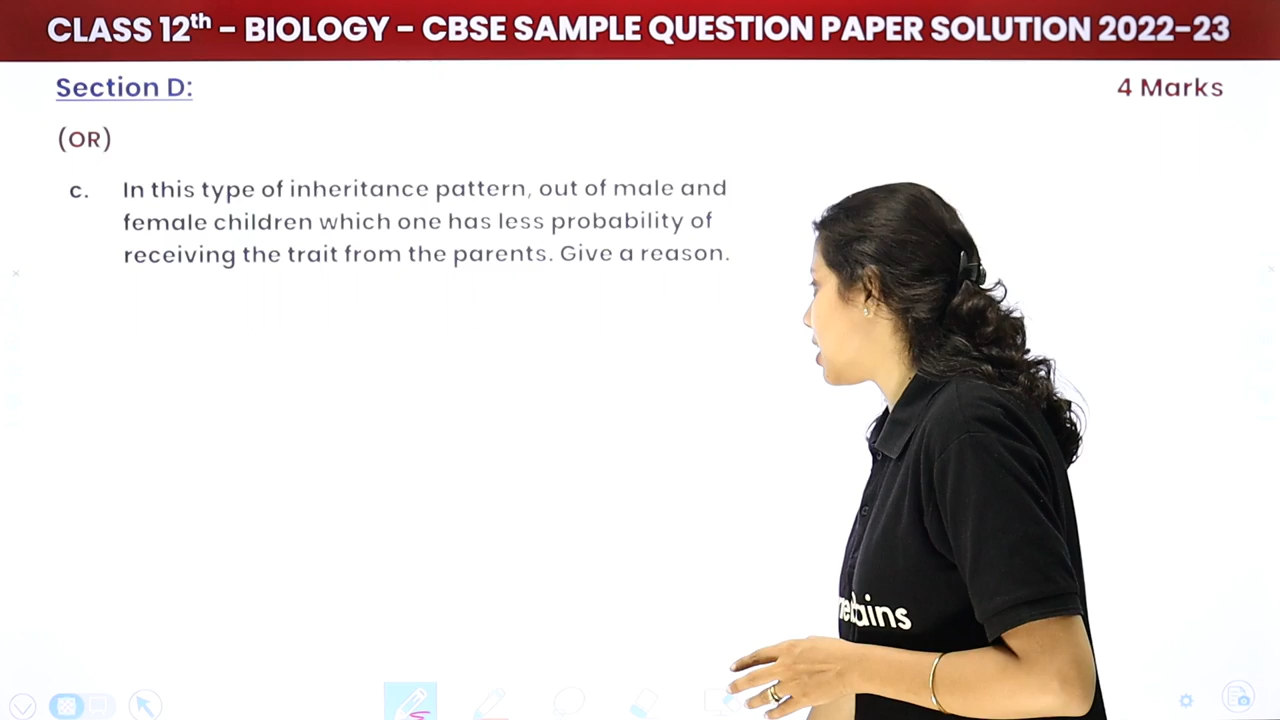 CLASS 12th – BIOLOGY – CBSE SAMPLE QUESTION PAPER SOLUTION 2022–23
Section D:
4 Marks
(OR)
c. In this type of inheritance pattern, out of male and
female children which one has less probability of
receiving the trait from the parents. Give a reason.